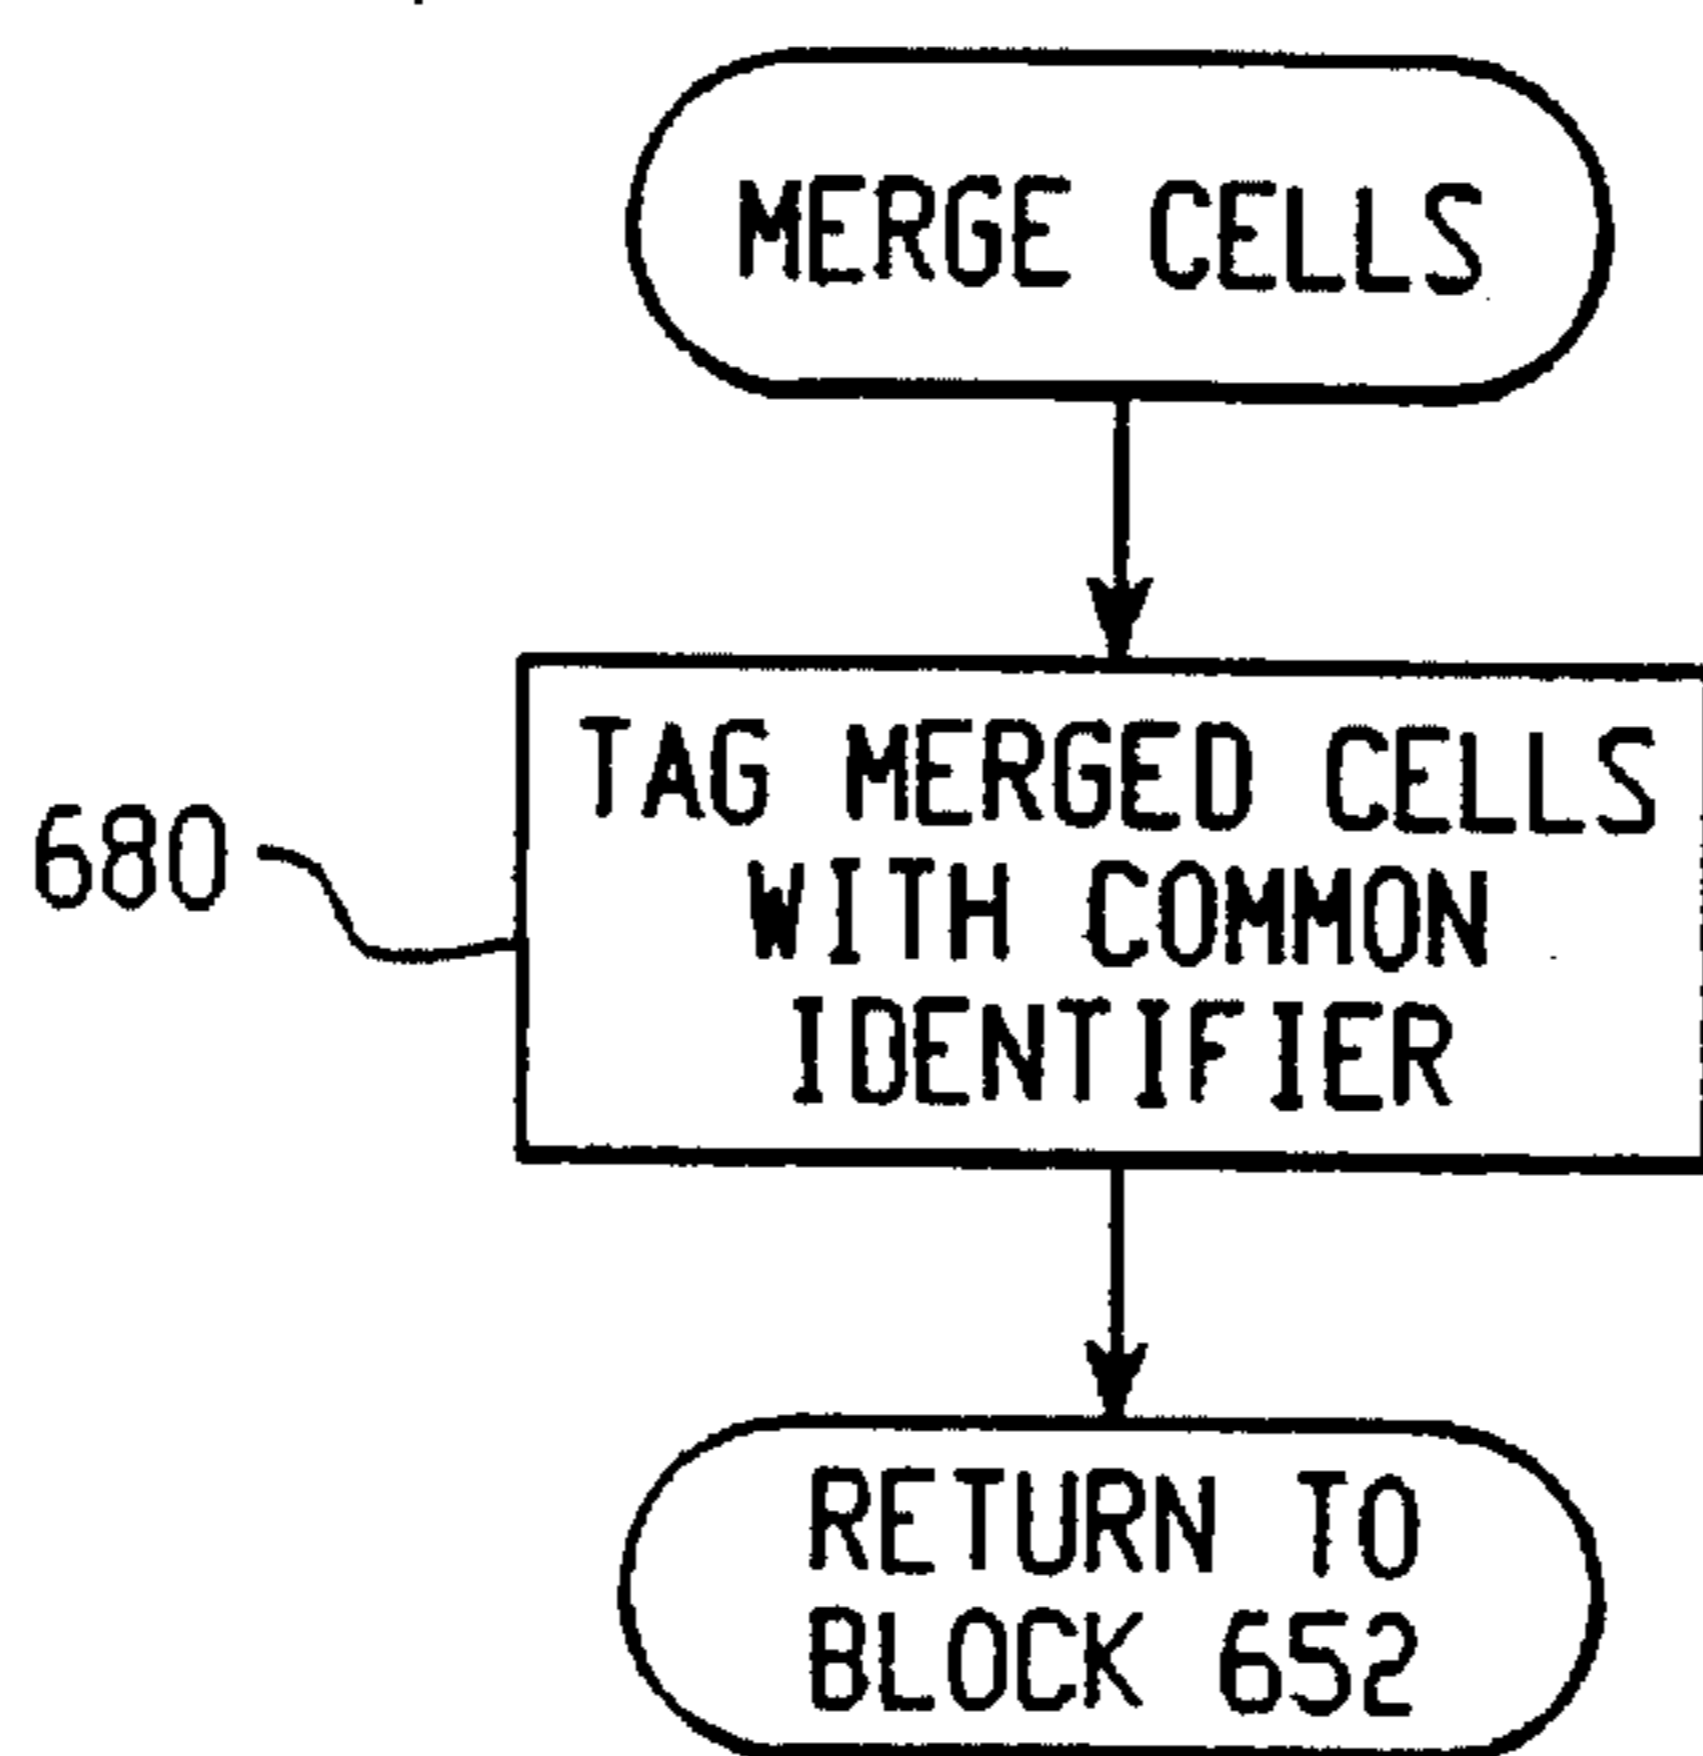 MERGE CELLS
680
TAG MERGED CELLS
WITH COMMON
IDENTIFIER
RETURN TO
BLOCK 652